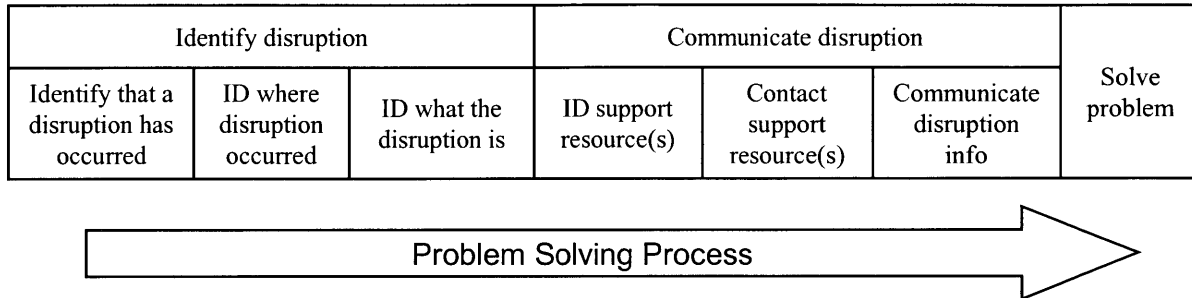 Identify disruption
Communicate disruption
Solve
problem
Identify that a
disruption has
occurred
ID where
disruption
occurred
ID what the
disruption is
ID support
resource(s)
Contact
support
resource(s)
Communicate
disruption
info
Problem Solving Process